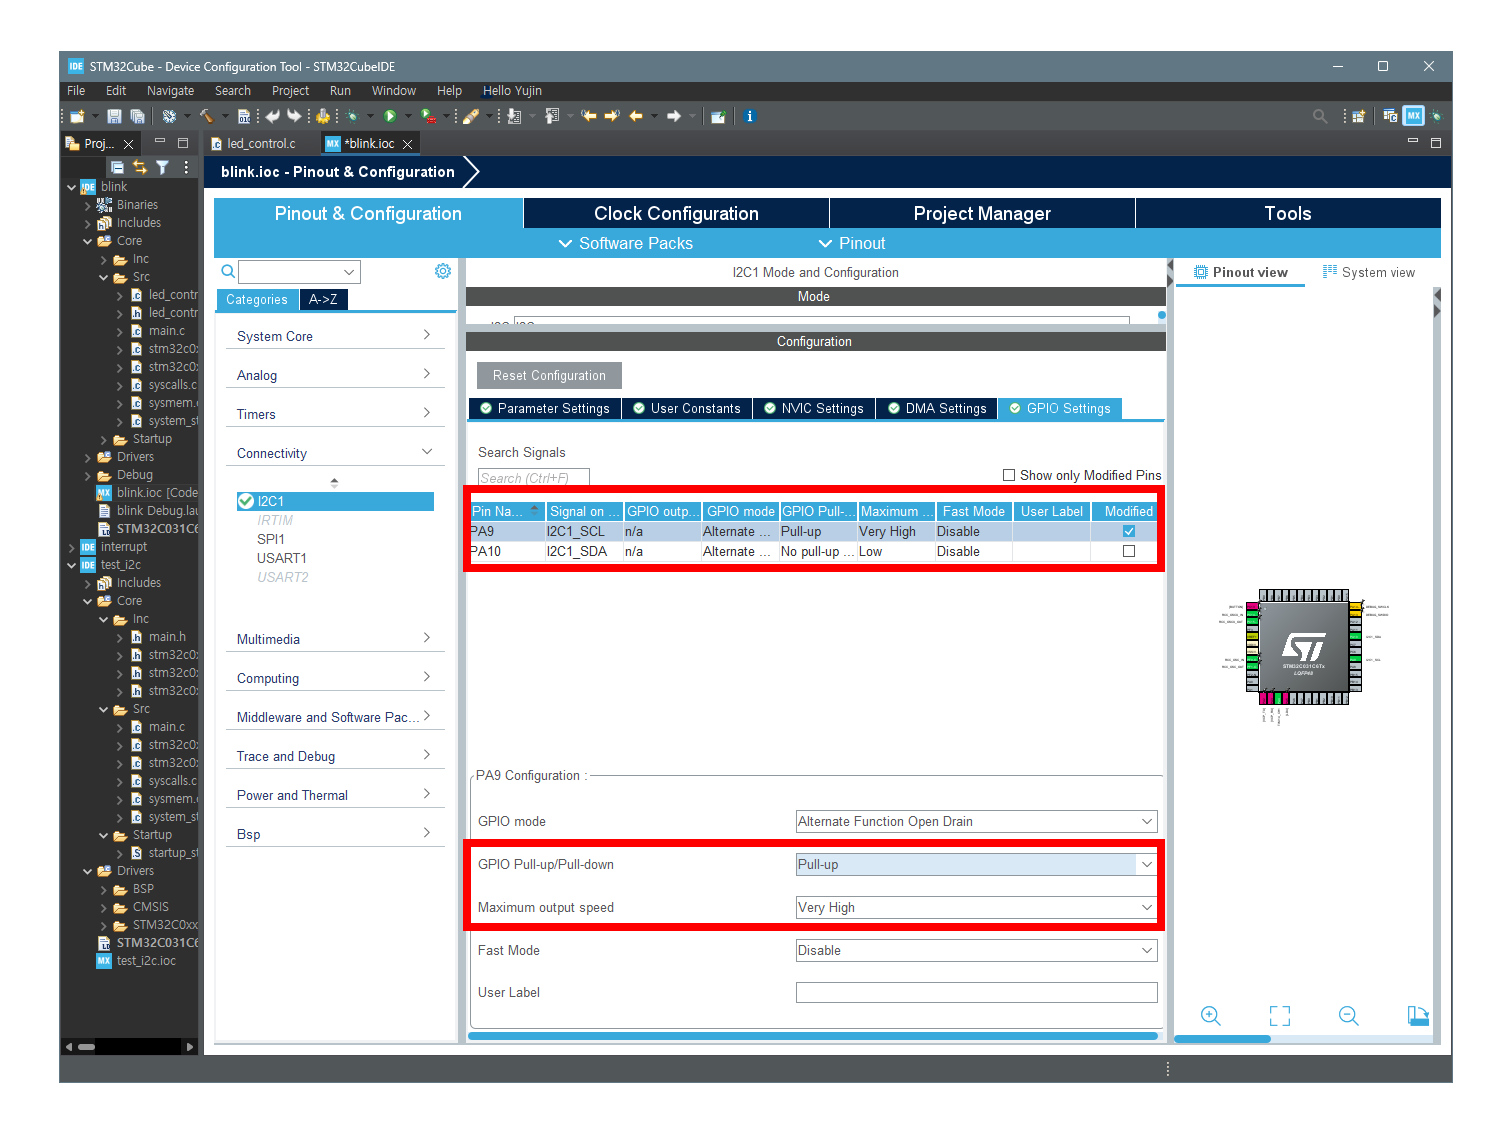 IDE STM32Cube - Device Configuration Tool - STM32CubeIDE
File Edit Navigate Search Project Run Window Help Hello Yujin
Proj...
led_control.c
MX *blink.ioc
blink.ioc - Pinout & Configuration
Pinout & Configuration
Clock Configuration
Project Manager
Tools
Software Packs
Pinout
IDE blink
Binaries
Includes
Core
Inc
Src
led_contr
led_contr
main.c
stm32c0
stm32c0
syscalls.c
sysmem.
system_st
Startup
Drivers
Debug
MX blink.ioc [Code
blink Debug.lau
STM32C031C6
IDE interrupt
IDE test_i2c
Includes
Core
Inc
main.h
stm32c0
stm32c0
stm32c0
Src
main.c
stm32c0
stm32c0
syscalls.c
sysmem.
system_st
Startup
startup_st
Drivers
BSP
CMSIS
STM32C0xx
STM32C031C6
MX test_i2c.ioc
Categories
A->Z
System Core
Analog
Timers
Connectivity
I2C1
IRTIM
SPI1
USART1
USART2
Multimedia
Computing
Middleware and Software Pac...
Trace and Debug
Power and Thermal
Bsp
I2C1 Mode and Configuration
Mode
Configuration
Reset Configuration
Parameter Settings
User Constants
NVIC Settings
DMA Settings
GPIO Settings
Search Signals
Search (Ctrl+F)
Show only Modified Pins
Pin Na... Signal on ... GPIO outp... GPIO mode GPIO Pull-... Maximum ... Fast Mode User Label Modified
PA9 I2C1_SCL n/a Alternate ... Pull-up Very High Disable
PA10 I2C1_SDA n/a Alternate ... No pull-up ... Low Disable
PA9 Configuration :
GPIO mode Alternate Function Open Drain
GPIO Pull-up/Pull-down Pull-up
Maximum output speed Very High
Fast Mode Disable
User Label
Pinout view
System view
STM32C031C6Tx
LQFP48